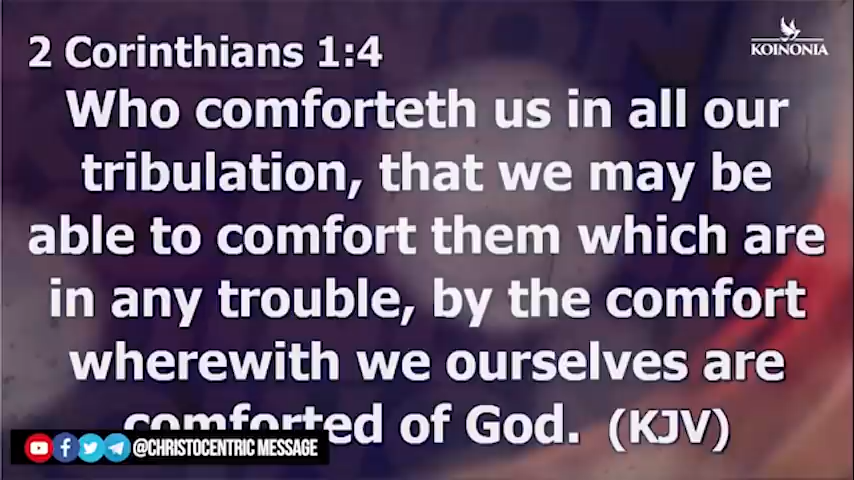 2 Corinthians 1:4
KOINONIA
Who comforteth us in all our
tribulation, that we may be
able to comfort them which are
in any trouble, by the comfort
wherewith we ourselves are
comforted of God. (KJV)
@CHRISTOCENTRIC MESSAGE